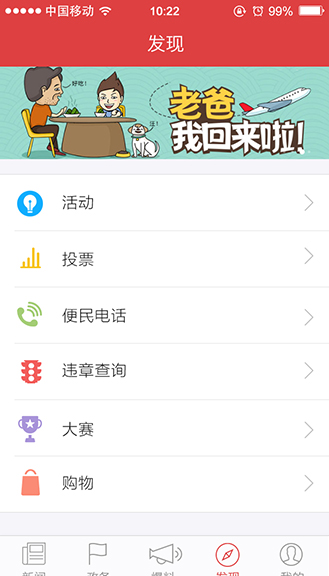 中国移动 10:22 99%
发现
好吃!
老爸
我回来啦!
汪!
活动
投票
便民电话
违章查询
大赛
购物
新闻 政务 爆料 发现 我的